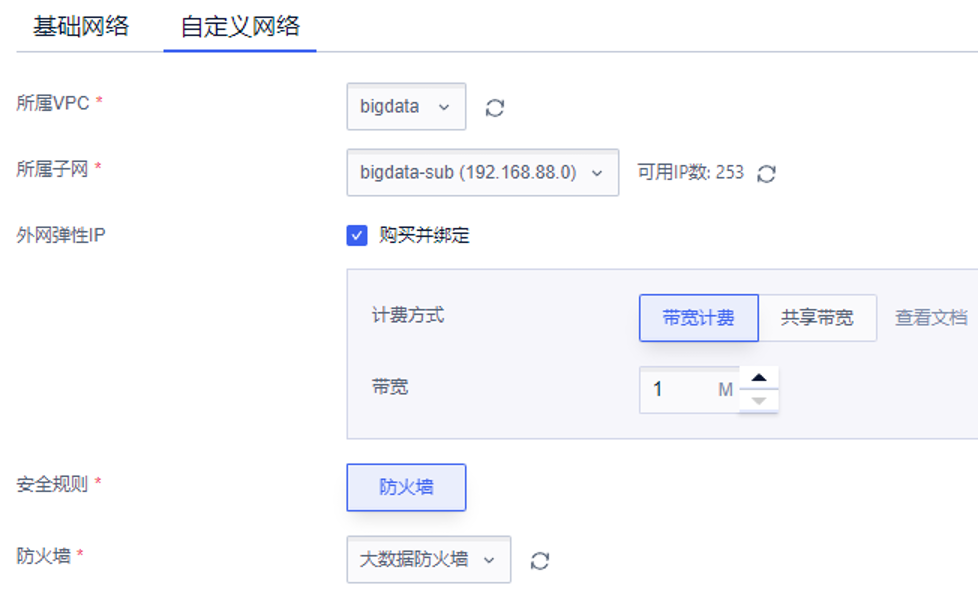 基础网络 自定义网络
所属VPC * bigdata
所属子网 * bigdata-sub (192.168.88.0) 可用IP数: 253
外网弹性IP 购买并绑定
计费方式 带宽计费 共享带宽 查看文档
带宽 1 M
安全规则 * 防火墙
防火墙 * 大数据防火墙